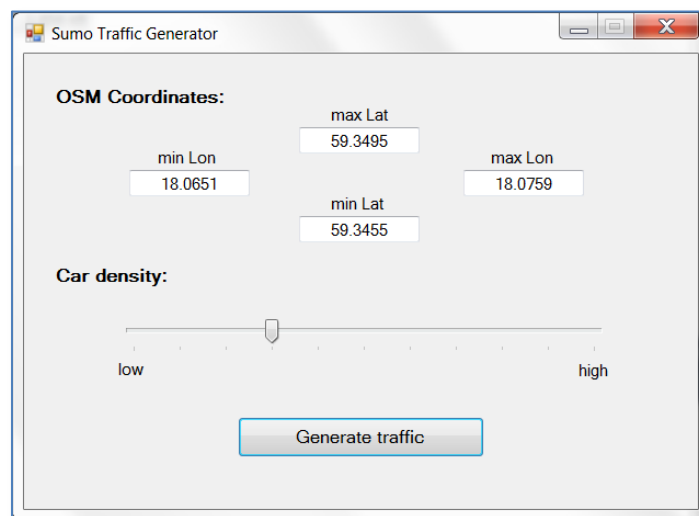 Sumo Traffic Generator
OSM Coordinates:
max Lat
59.3495
min Lon
max Lon
18.0651
18.0759
min Lat
59.3455
Car density:
low
high
Generate traffic